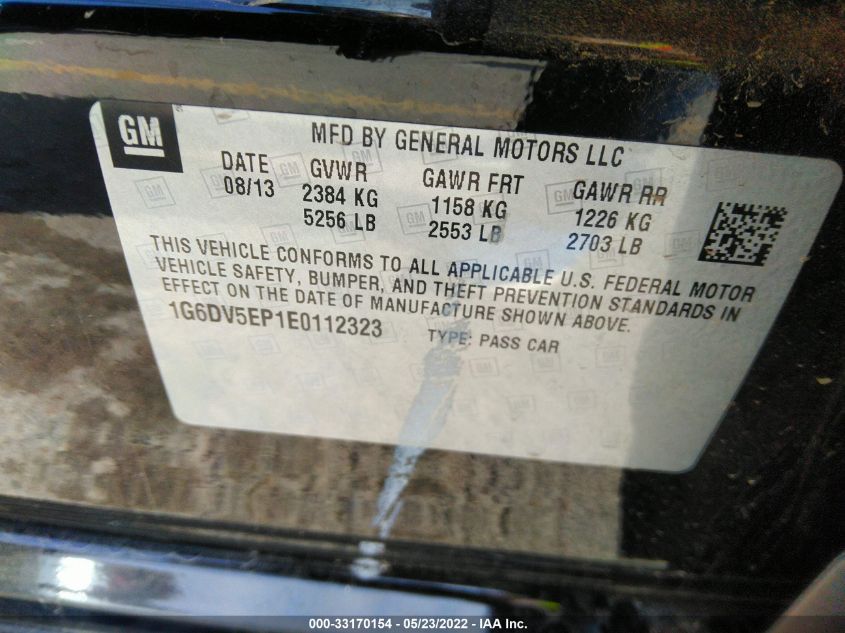 GM
MFD BY GENERAL MOTORS LLC
DATE GVWR GAWR FRT GAWR RR
08/13 2384 KG 1158 KG 1226 KG
5256 LB 2553 LB 2703 LB
THIS VEHICLE CONFORMS TO ALL APPLICABLE U.S. FEDERAL MOTOR
VEHICLE SAFETY, BUMPER, AND THEFT PREVENTION STANDARDS IN
EFFECT ON THE DATE OF MANUFACTURE SHOWN ABOVE.
1G6DV5EP1E0112323 TYPE: PASS CAR
000-33170154 - 05/23/2022 - IAA Inc.